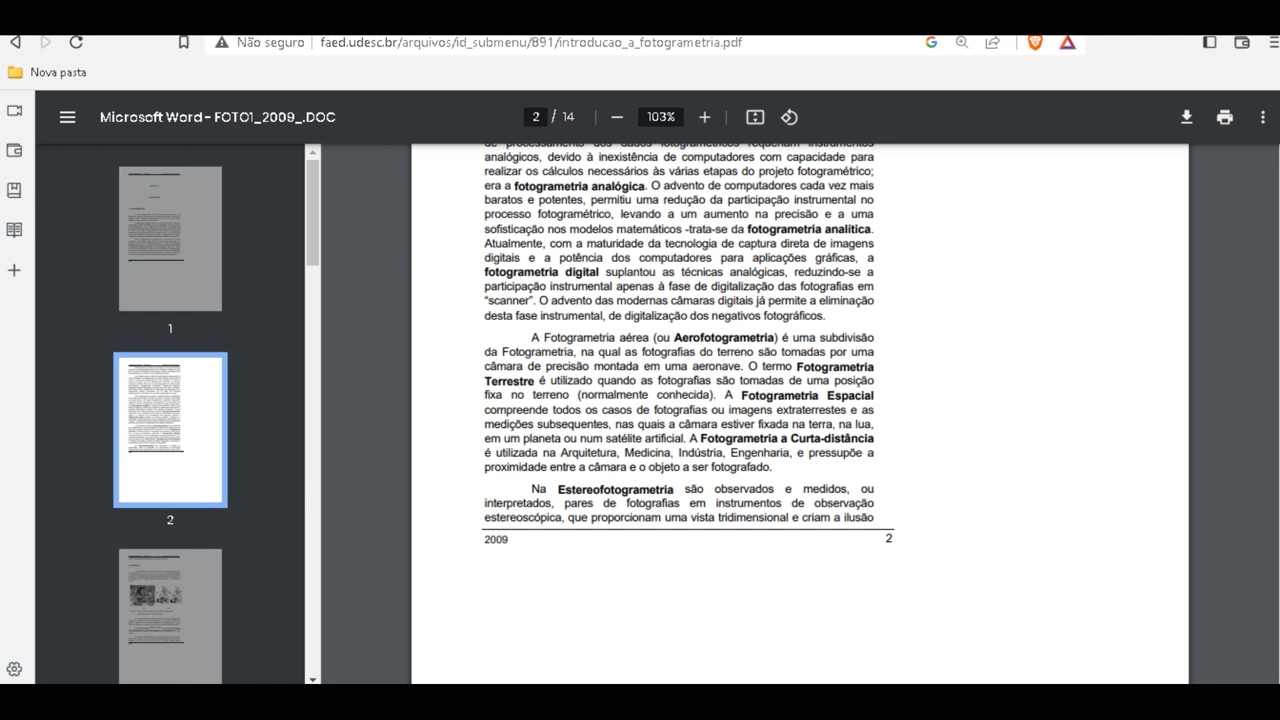 Não seguro faed.udesc.br/arquivos/id_submenu/891/introducao_a_fotogrametria.pdf
Nova pasta
Microsoft Word - FOTO1_2009_.DOC
2 / 14
103%
1
2
de processamento dos dados fotogramétricos requeriam instrumentos
analógicos, devido à inexistência de computadores com capacidade para
realizar os cálculos necessários às várias etapas do projeto fotogramétrico;
era a fotogrametria analógica. O advento de computadores cada vez mais
baratos e potentes, permitiu uma redução da participação instrumental no
processo fotogramétrico, levando a um aumento na precisão e a uma
sofisticação nos modelos matemáticos -trata-se da fotogrametria analítica.
Atualmente, com a maturidade da tecnologia de captura direta de imagens
digitais e a potência dos computadores para aplicações gráficas, a
fotogrametria digital suplantou as técnicas analógicas, reduzindo-se a
participação instrumental apenas à fase de digitalização das fotografias em
“scanner”. O advento das modernas câmaras digitais já permite a eliminação
desta fase instrumental, de digitalização dos negativos fotográficos.
A Fotogrametria aérea (ou Aerofotogrametria) é uma subdivisão
da Fotogrametria, na qual as fotografias do terreno são tomadas por uma
câmara de precisão montada em uma aeronave. O termo Fotogrametria
Terrestre é utilizado quando as fotografias são tomadas de uma posição
fixa no terreno (normalmente conhecida). A Fotogrametria Espacial
compreende todos os casos de fotografias ou imagens extraterrestres e as
medições subsequentes, nas quais a câmara estiver fixada na terra, na lua,
em um planeta ou num satélite artificial. A Fotogrametria a Curta-distância
é utilizada na Arquitetura, Medicina, Indústria, Engenharia, e pressupõe a
proximidade entre a câmara e o objeto a ser fotografado.
Na Estereofotogrametria são observados e medidos, ou
interpretados, pares de fotografias em instrumentos de observação
estereoscópica, que proporcionam uma vista tridimensional e criam a ilusão
2009 2